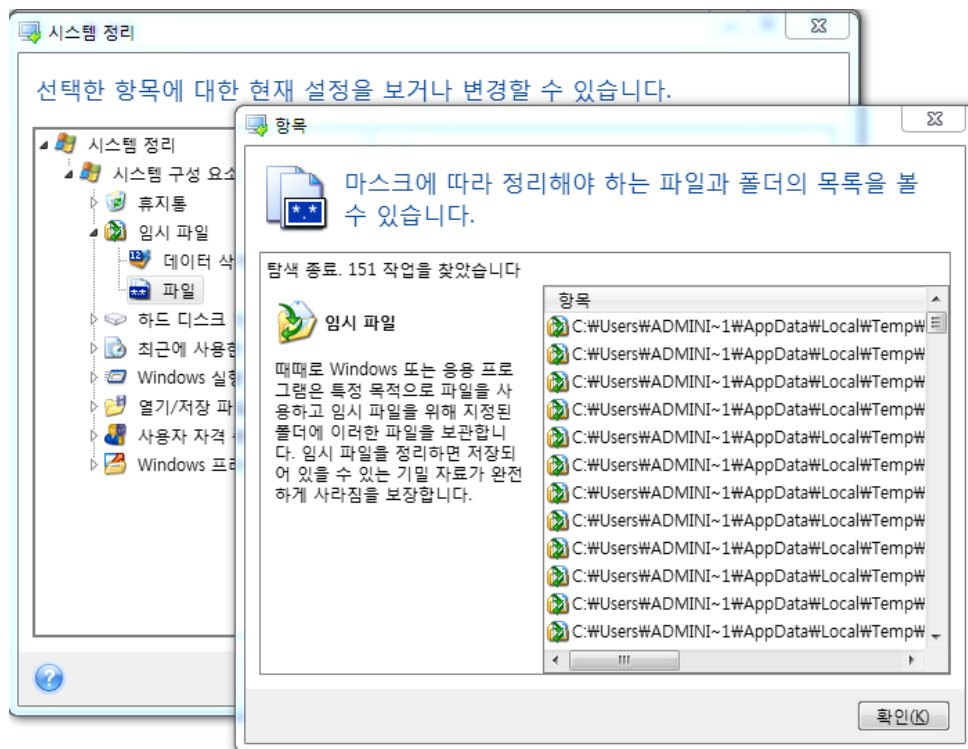 시스템 정리
선택한 항목에 대한 현재 설정을 보거나 변경할 수 있습니다.
시스템 정리
시스템 구성 요소
휴지통
임시 파일
데이터
파일
하드 디스크
최근에 사용한
Windows
열기/저장
사용자 자격
Windows
항목
마스크에 따라 정리해야 하는 파일과 폴더의 목록을 볼
수 있습니다.
탐색 종료. 151 작업을 찾았습니다
임시 파일
때때로 Windows 또는 응용 프로
그램은 특정 목적으로 파일을 사
용하고 임시 파일을 위해 지정된
폴더에 이러한 파일을 보관합니
다. 임시 파일을 정리하면 저장되
어 있을 수 있는 기밀 자료가 완전
하게 사라짐을 보장합니다.
항목
C:₩Users₩ADMINI~1₩AppData₩Local₩Temp₩
C:₩Users₩ADMINI~1₩AppData₩Local₩Temp₩
C:₩Users₩ADMINI~1₩AppData₩Local₩Temp₩
C:₩Users₩ADMINI~1₩AppData₩Local₩Temp₩
C:₩Users₩ADMINI~1₩AppData₩Local₩Temp₩
C:₩Users₩ADMINI~1₩AppData₩Local₩Temp₩
C:₩Users₩ADMINI~1₩AppData₩Local₩Temp₩
C:₩Users₩ADMINI~1₩AppData₩Local₩Temp₩
C:₩Users₩ADMINI~1₩AppData₩Local₩Temp₩
C:₩Users₩ADMINI~1₩AppData₩Local₩Temp₩
C:₩Users₩ADMINI~1₩AppData₩Local₩Temp₩
C:₩Users₩ADMINI~1₩AppData₩Local₩Temp₩
확인(K)